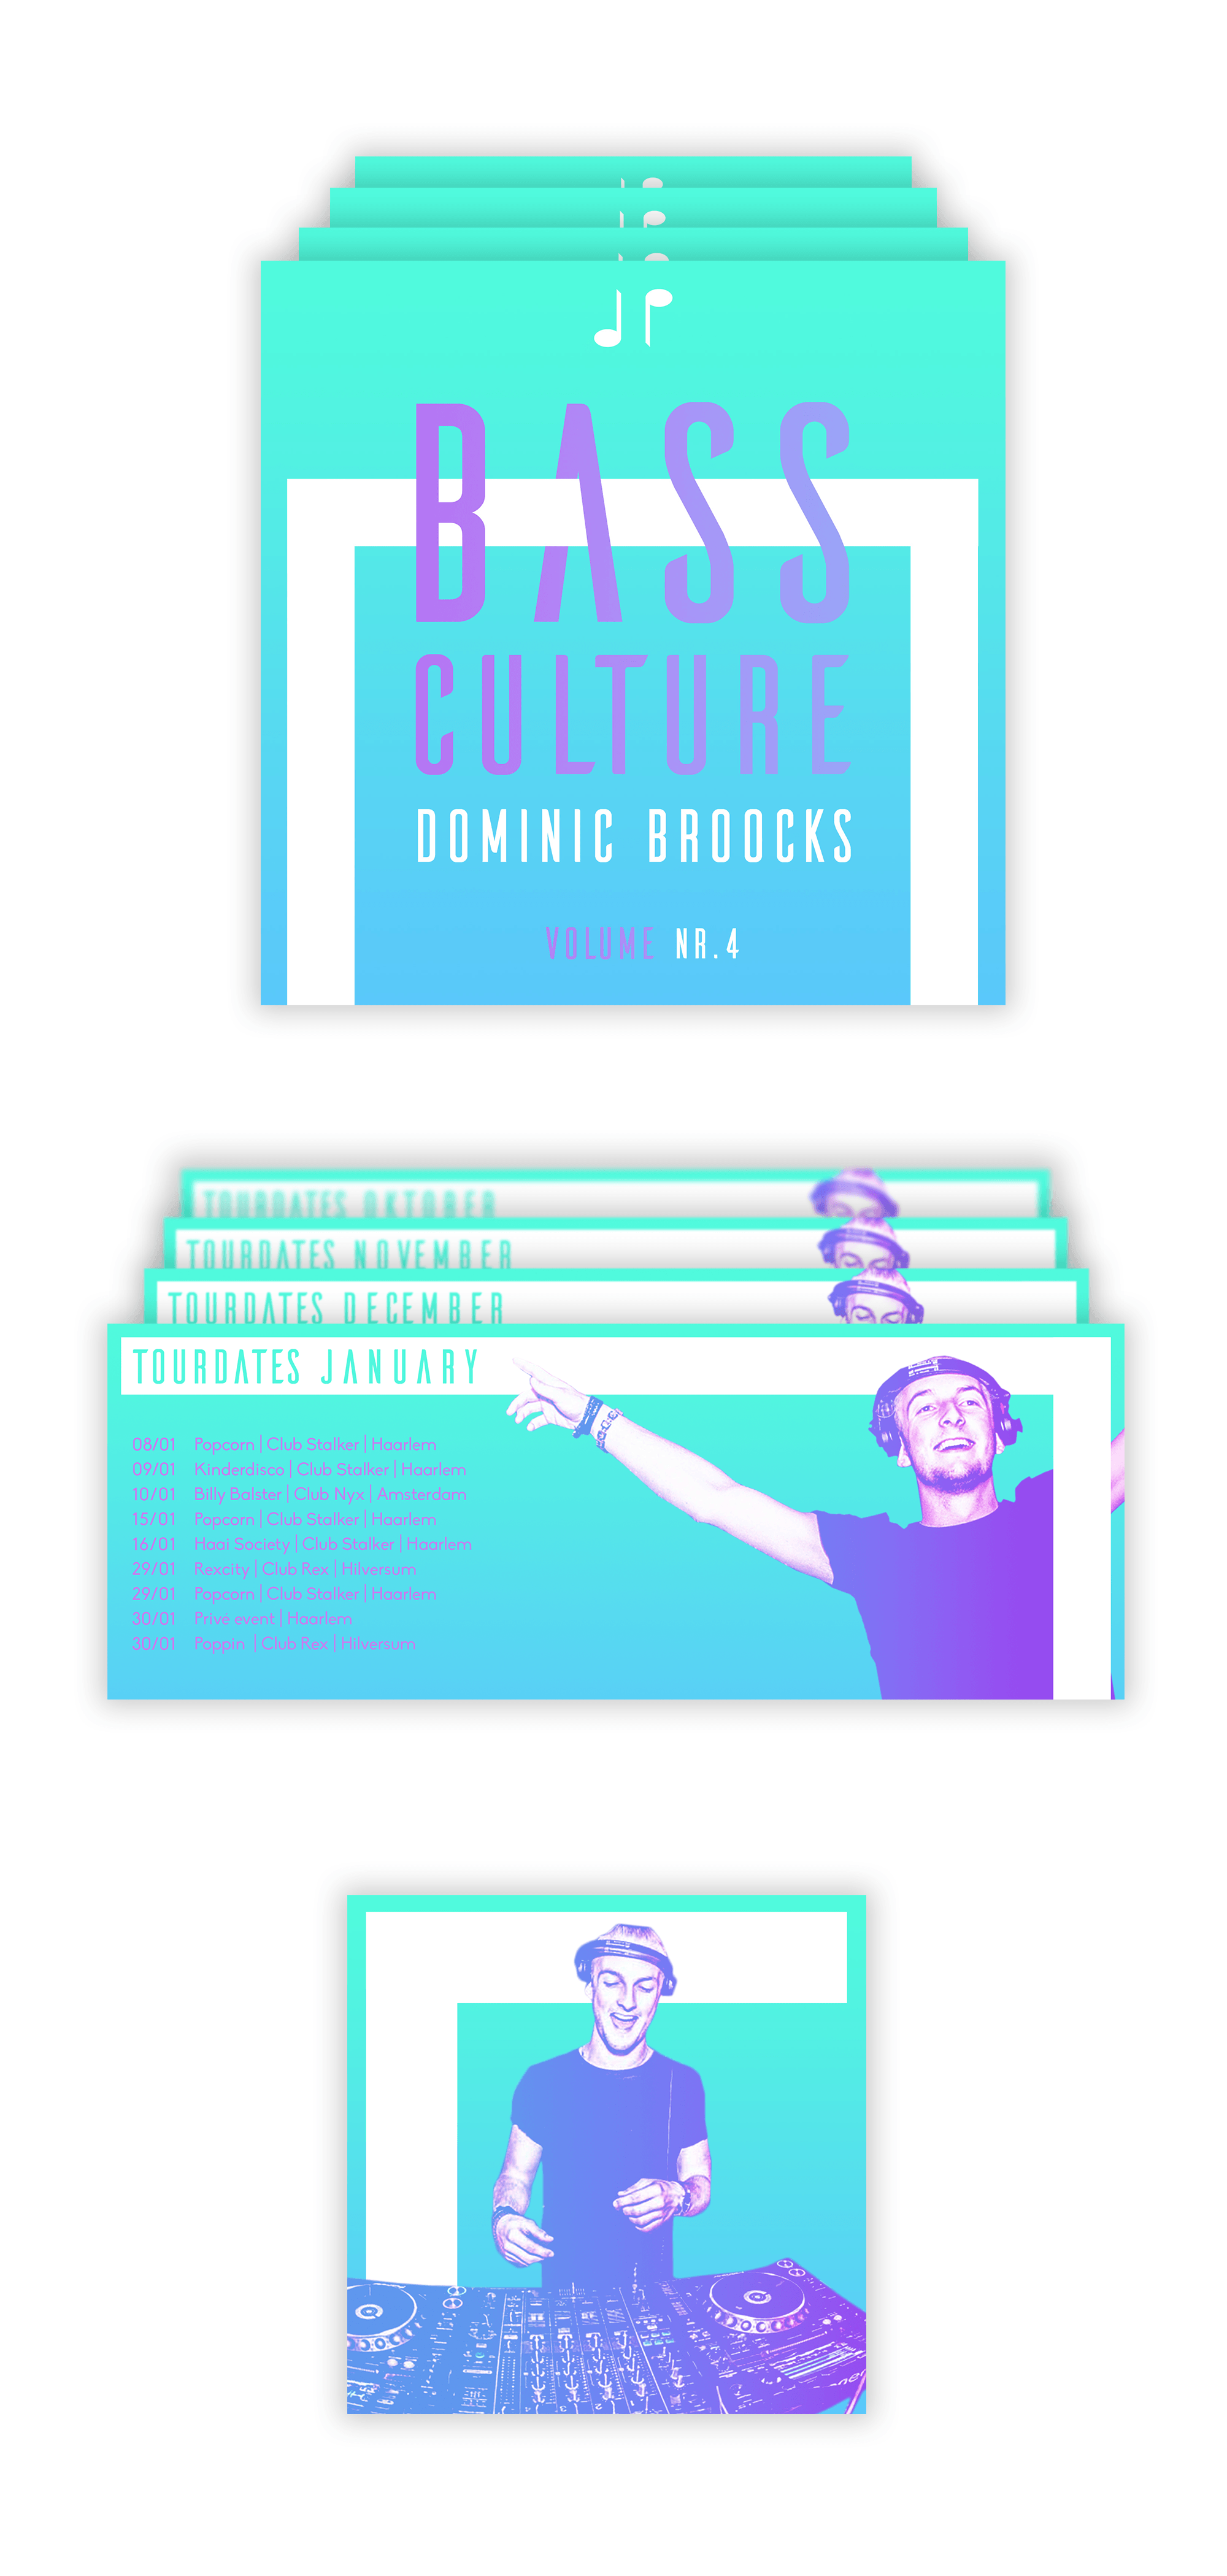 BASS
CULTURE
DOMINIC BROOCKS
VOLUME NR.4
TOURDATES OKTOBER
TOURDATES NOVEMBER
TOURDATES DECEMBER
TOURDATES JANUARY
08/01 Popcorn | Club Stalker | Haarlem
09/01 Kinderdisco | Club Stalker | Haarlem
10/01 Billy Balster | Club Nyx | Amsterdam
15/01 Popcorn | Club Stalker | Haarlem
16/01 Haai Society | Club Stalker | Haarlem
29/01 Rexcity | Club Rex | Hilversum
29/01 Popcorn | Club Stalker | Haarlem
30/01 Privé event | Haarlem
30/01 Poppin | Club Rex | Hilversum